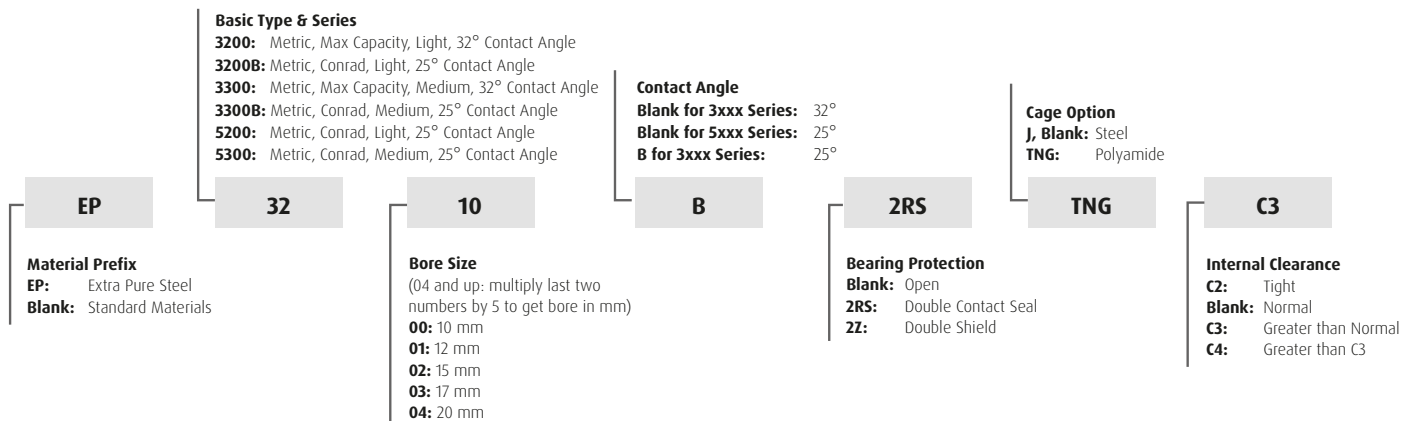 Basic Type & Series
3200: Metric, Max Capacity, Light, 32° Contact Angle
3200B: Metric, Conrad, Light, 25° Contact Angle
3300: Metric, Max Capacity, Medium, 32° Contact Angle
3300B: Metric, Conrad, Medium, 25° Contact Angle
5200: Metric, Conrad, Light, 25° Contact Angle
5300: Metric, Conrad, Medium, 25° Contact Angle
Contact Angle
Blank for 3xxx Series: 32°
Blank for 5xxx Series: 25°
B for 3xxx Series: 25°
Cage Option
J, Blank: Steel
TNG: Polyamide
EP 32 10 B 2RS TNG C3
Material Prefix
EP: Extra Pure Steel
Blank: Standard Materials
Bore Size
(04 and up: multiply last two
numbers by 5 to get bore in mm)
00: 10 mm
01: 12 mm
02: 15 mm
03: 17 mm
04: 20 mm
Bearing Protection
Blank: Open
2RS: Double Contact Seal
2Z: Double Shield
Internal Clearance
C2: Tight
Blank: Normal
C3: Greater than Normal
C4: Greater than C3